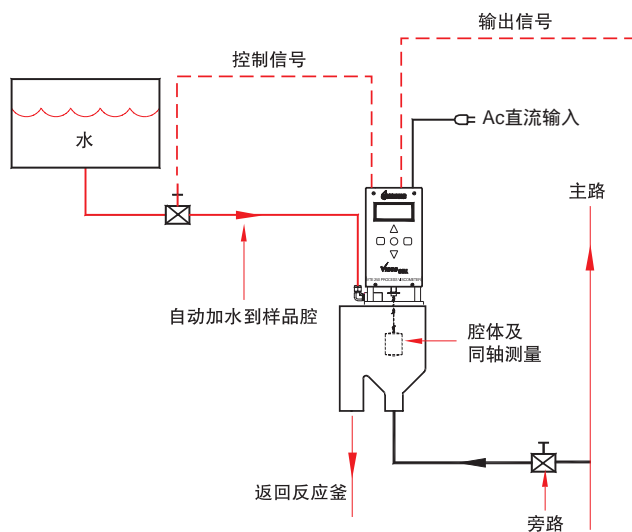 输出信号
控制信号
Ac直流输入
水
主路
自动加水到样品腔
腔体及
同轴测量
返回反应釜
旁路